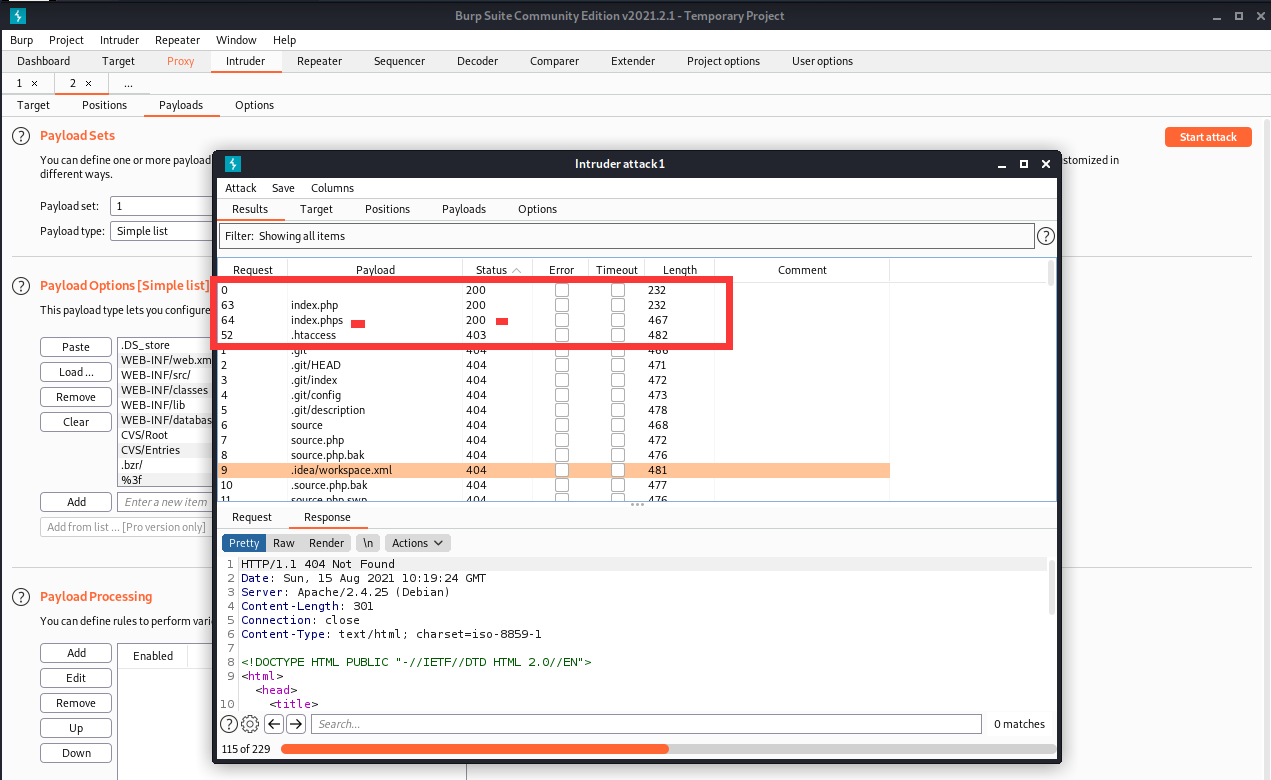 Burp Suite Community Edition v2021.2.1 - Temporary Project
Burp Project Intruder Repeater Window Help
Dashboard Target Proxy Intruder Repeater Sequencer Decoder Comparer Extender Project options User options
1 × 2 × ...
Target Positions Payloads Options
? Payload Sets
Start attack
You can define one or more payload
stomized in
different ways.
Payload set: 1
Payload type: Simple list
? Payload Options [Simple list]
This payload type lets you configure
Paste
Load ...
Remove
Clear
.DS_store
WEB-INF/web.xm
WEB-INF/src/
WEB-INF/classes
WEB-INF/lib
WEB-INF/databas
CVS/Root
CVS/Entries
.bzr/
%3f
Add Enter a new item
Add from list ... [Pro version only]
? Payload Processing
You can define rules to perform vari
Add
Edit
Remove
Up
Down
Enabled
Intruder attack1
Attack Save Columns
Results Target Positions Payloads Options
Filter: Showing all items ?
Request Payload Status Error Timeout Length Comment
0 200 232
63 index.php 200 232
64 index.phps 200 467
52 .htaccess 403 482
1 .git 404 466
2 .git/HEAD 404 471
3 .git/index 404 472
4 .git/config 404 473
5 .git/description 404 478
6 source 404 468
7 source.php 404 472
8 source.php.bak 404 476
9 .idea/workspace.xml 404 481
10 .source.php.bak 404 477
11 source.php.swp 404 476
Request Response
Pretty Raw Render \n Actions
1 HTTP/1.1 404 Not Found
2 Date: Sun, 15 Aug 2021 10:19:24 GMT
3 Server: Apache/2.4.25 (Debian)
4 Content-Length: 301
5 Connection: close
6 Content-Type: text/html; charset=iso-8859-1
7
8 <!DOCTYPE HTML PUBLIC "-//IETF//DTD HTML 2.0//EN">
9 <html>
<head>
10 <title>
? Search... 0 matches
115 of 229